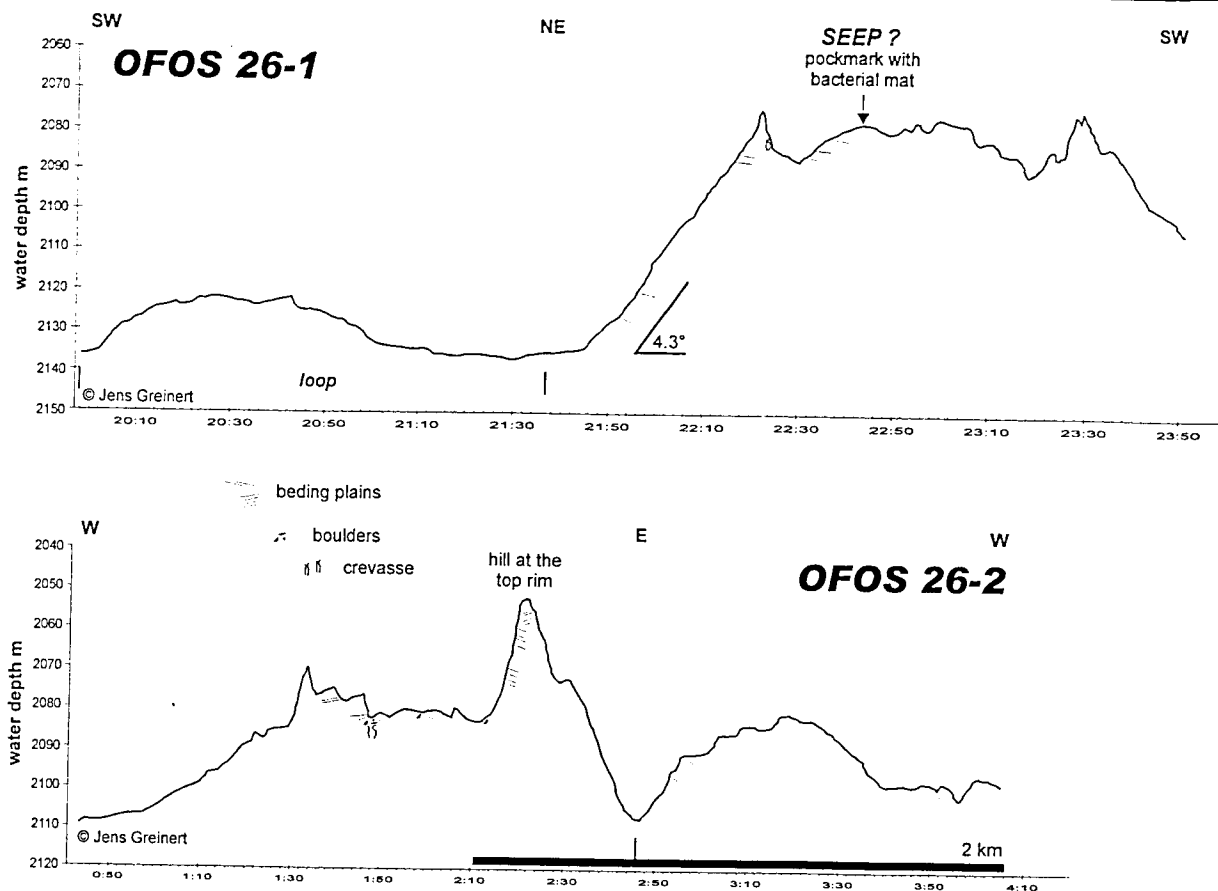 SW
NE
SW
OFOS 26-1
SEEP ?
pockmark with
bacterial mat
water depth m
2060
2070
2080
2090
2100
2110
2120
2130
2140
2150
4.3°
loop
© Jens Greinert
20:10 20:30 20:50 21:10 21:30 21:50 22:10 22:30 22:50 23:10 23:30 23:50
beding plains
boulders
crevasse
W
E
W
hill at the
top rim
OFOS 26-2
water depth m
2040
2050
2060
2070
2080
2090
2100
2110
2120
© Jens Greinert
2 km
0:50 1:10 1:30 1:50 2:10 2:30 2:50 3:10 3:30 3:50 4:10